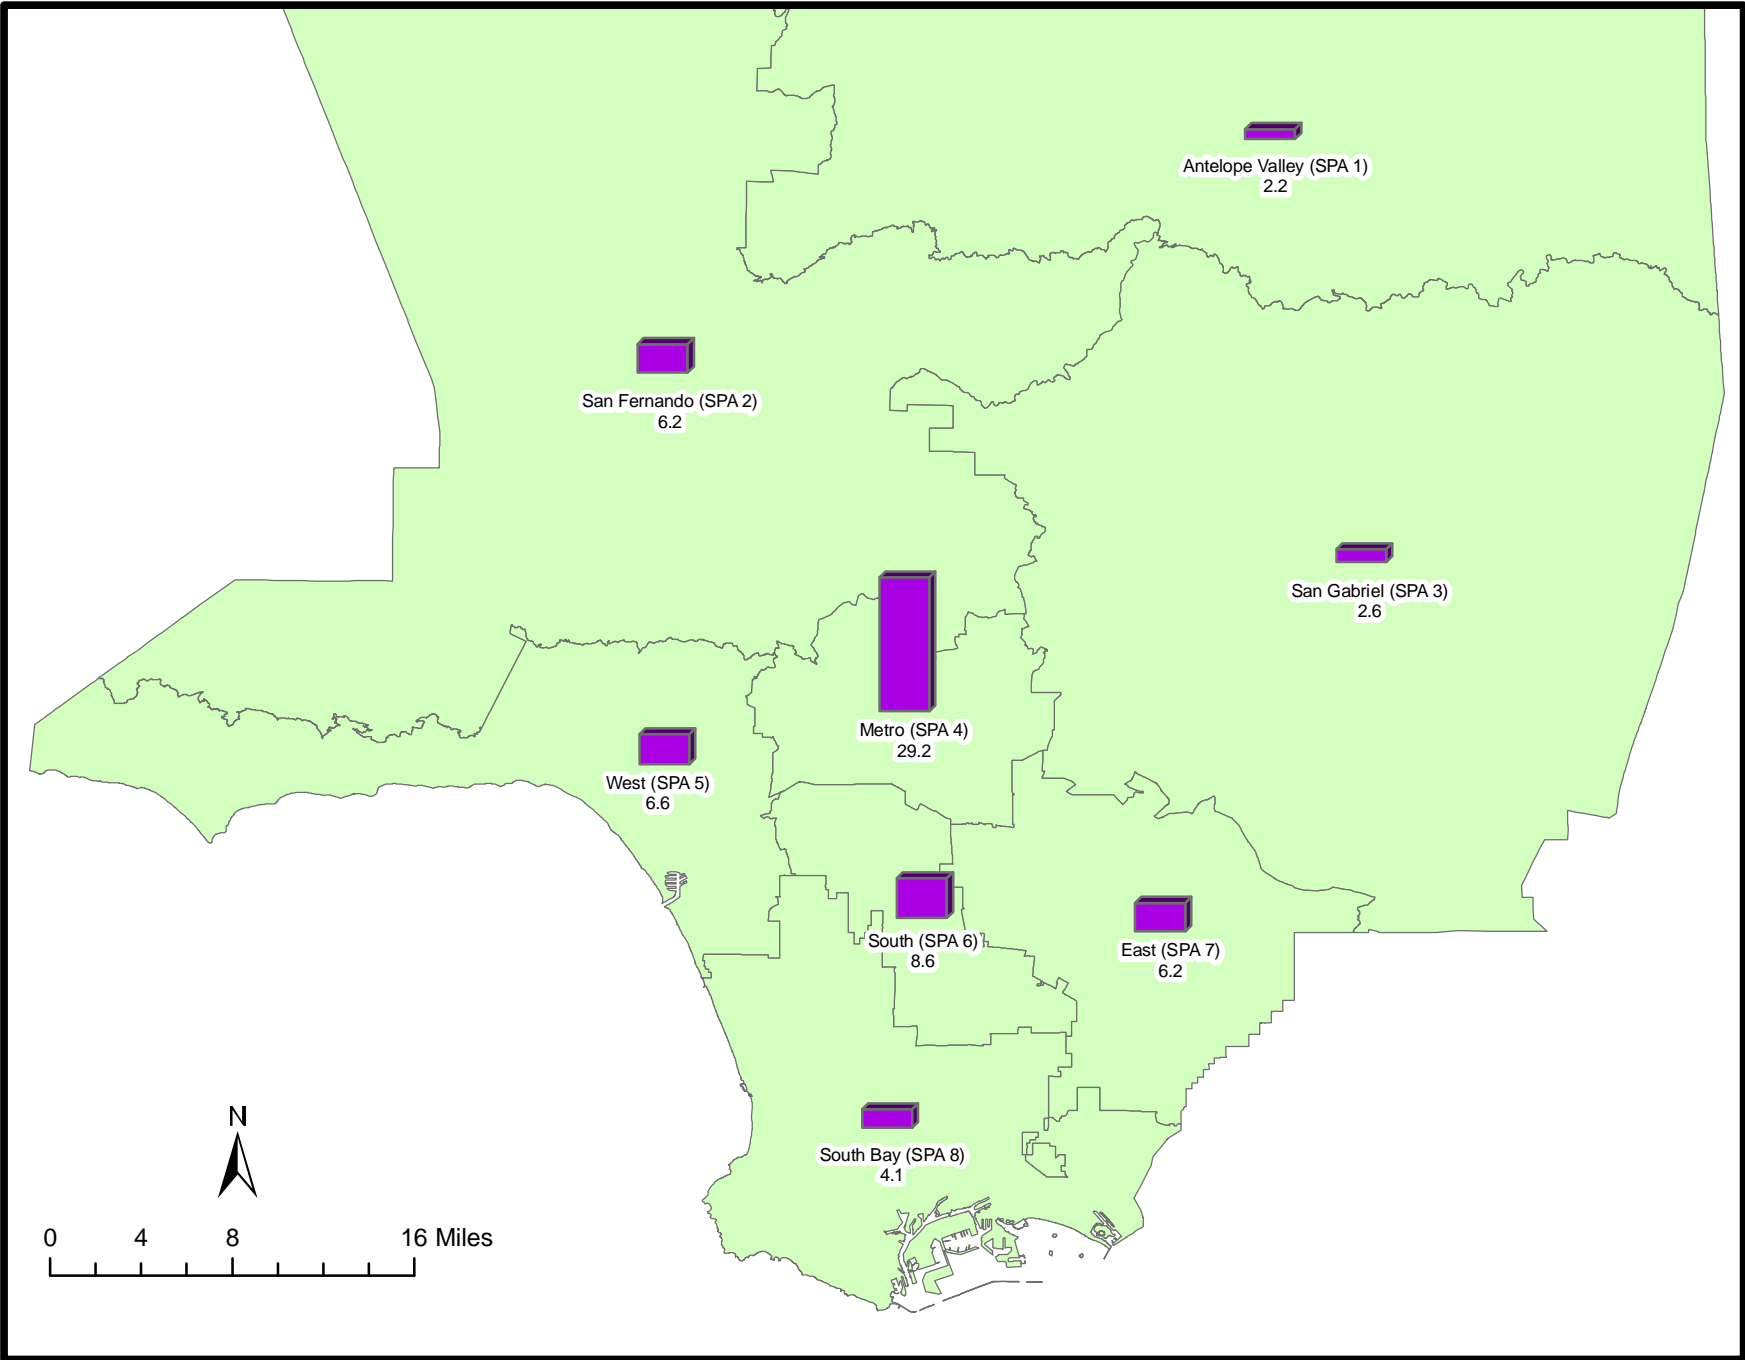 Antelope Valley (SPA 1)
2.2
San Fernando (SPA 2)
6.2
San Gabriel (SPA 3)
2.6
Metro (SPA 4)
29.2
West (SPA 5)
6.6
South (SPA 6)
8.6
East (SPA 7)
6.2
South Bay (SPA 8)
4.1
N
0 4 8 16 Miles